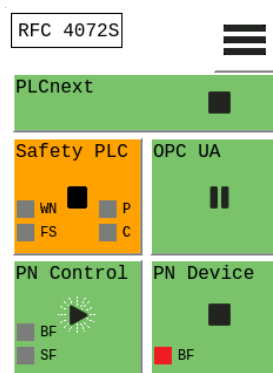 RFC 4072S
PLCnext
Safety PLC
WN P
FS C
OPC UA
PN Control
BF
SF
PN Device
BF